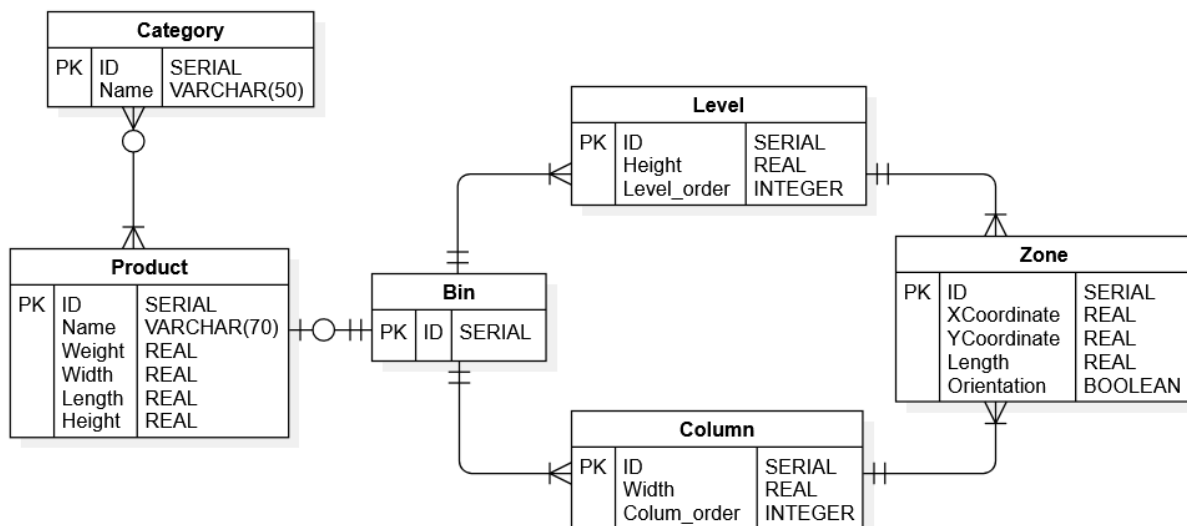 Category
PK ID SERIAL
Name VARCHAR(50)
Level
PK ID SERIAL
Height REAL
Level_order INTEGER
Product
PK ID SERIAL
Name VARCHAR(70)
Weight REAL
Width REAL
Length REAL
Height REAL
Bin
PK ID SERIAL
Zone
PK ID SERIAL
XCoordinate REAL
YCoordinate REAL
Length REAL
Orientation BOOLEAN
Column
PK ID SERIAL
Width REAL
Colum_order INTEGER